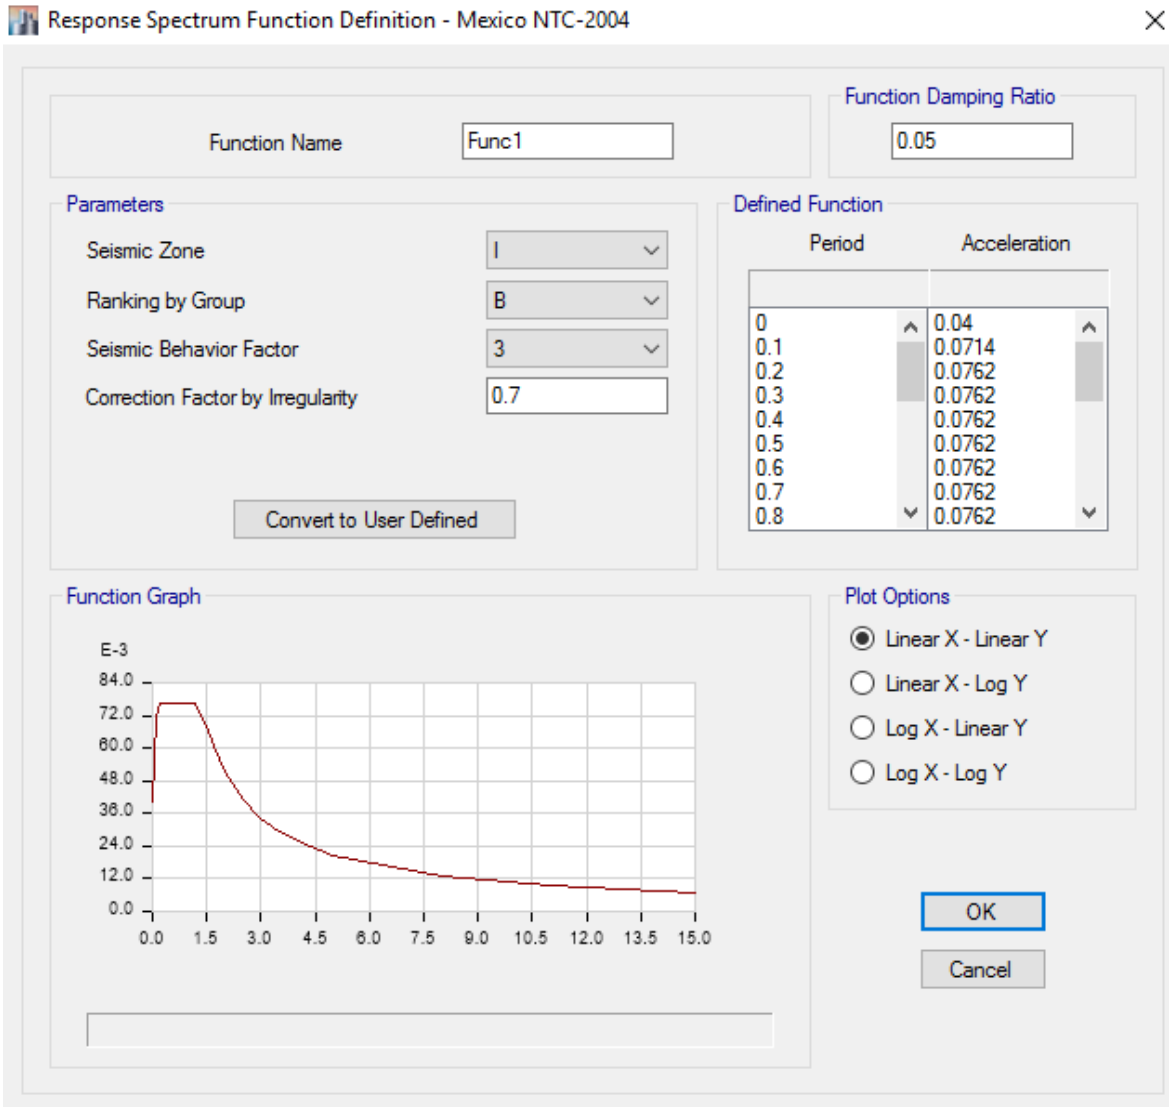 Response Spectrum Function Definition - Mexico NTC-2004
Function Damping Ratio
Function Name
Func1
0.05
Parameters
Seismic Zone
I
Ranking by Group
B
Seismic Behavior Factor
3
Correction Factor by Irregularity
0.7
Convert to User Defined
Defined Function
Period Acceleration
0 0.04
0.1 0.0714
0.2 0.0762
0.3 0.0762
0.4 0.0762
0.5 0.0762
0.6 0.0762
0.7 0.0762
0.8 0.0762
Function Graph
E-3
84.0
72.0
60.0
48.0
36.0
24.0
12.0
0.0
0.0 1.5 3.0 4.5 6.0 7.5 9.0 10.5 12.0 13.5 15.0
Plot Options
Linear X - Linear Y
Linear X - Log Y
Log X - Linear Y
Log X - Log Y
OK
Cancel